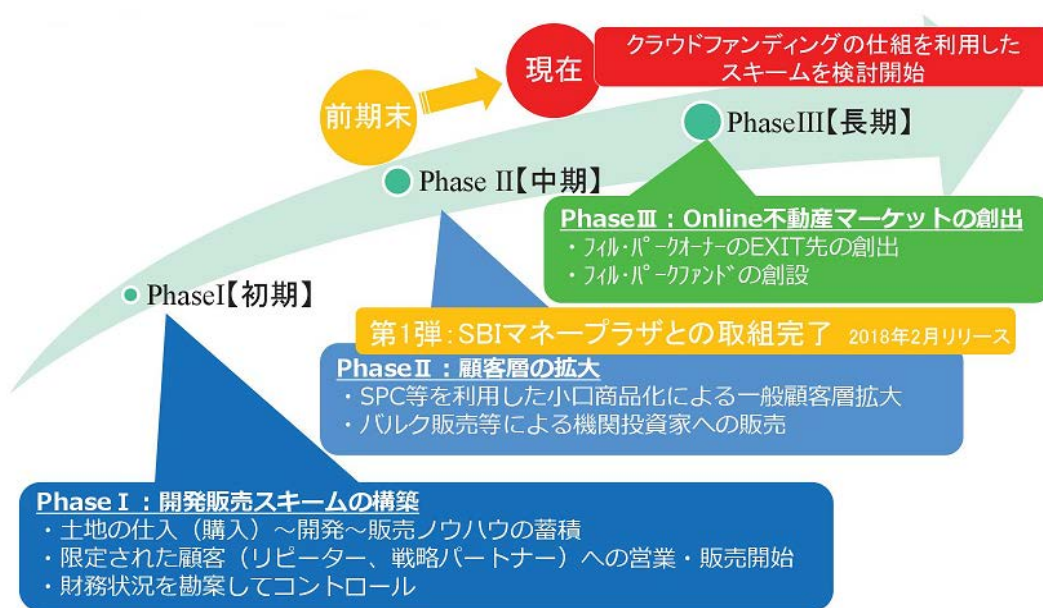 クラウドファンディングの仕組を利用した
スキームを検討開始
現在
前期末
PhaseIII【長期】
Phase II【中期】
PhaseⅢ：Online不動産マーケットの創出
・ﾌｨﾙ･ﾊﾟｰｸオーナーのEXIT先の創出
・ﾌｨﾙ･ﾊﾟｰｸﾌｧﾝﾄﾞの創設
PhaseI【初期】
第1弾：SBIマネープラザとの取組完了 2018年2月リリース
PhaseⅡ：顧客層の拡大
・SPC等を利用した小口商品化による一般顧客層拡大
・バルク販売等による機関投資家への販売
PhaseⅠ：開発販売スキームの構築
・土地の仕入（購入）～開発～販売ノウハウの蓄積
・限定された顧客（リピーター、戦略パートナー）への営業・販売開始
・財務状況を勘案してコントロール